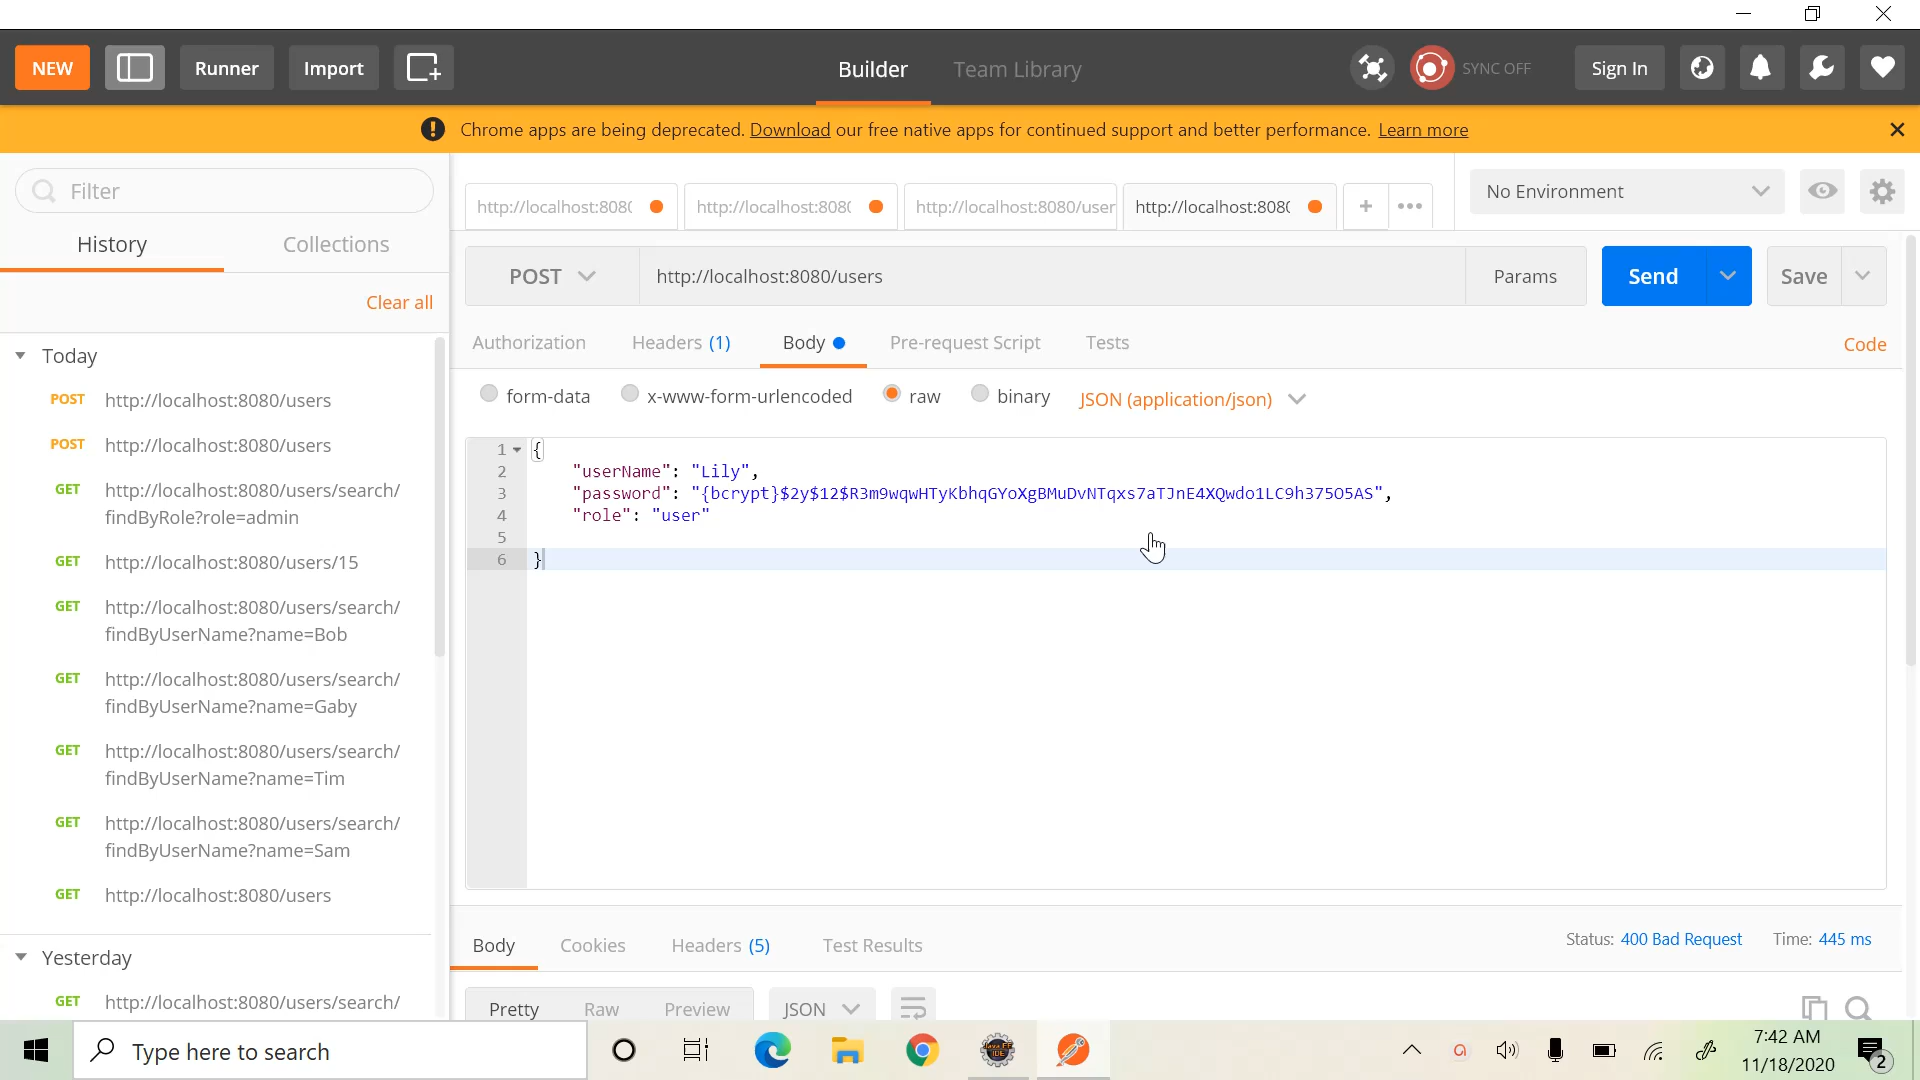 NEW
Runner
Import
Builder
Team Library
SYNC OFF
Sign In
Chrome apps are being deprecated. Download our free native apps for continued support and better performance. Learn more
Filter
History
Collections
Clear all
Today
POST http://localhost:8080/users
POST http://localhost:8080/users
GET http://localhost:8080/users/search/
findByRole?role=admin
GET http://localhost:8080/users/15
GET http://localhost:8080/users/search/
findByUserName?name=Bob
GET http://localhost:8080/users/search/
findByUserName?name=Gaby
GET http://localhost:8080/users/search/
findByUserName?name=Tim
GET http://localhost:8080/users/search/
findByUserName?name=Sam
GET http://localhost:8080/users
Yesterday
GET http://localhost:8080/users/search/
http://localhost:808(
http://localhost:808(
http://localhost:8080/user
http://localhost:808(
No Environment
POST
http://localhost:8080/users
Params
Send
Save
Authorization
Headers (1)
Body
Pre-request Script
Tests
Code
form-data
x-www-form-urlencoded
raw
binary
JSON (application/json)
1 {
2 "userName": "Lily",
3 "password": "{bcrypt}$2y$12$R3m9wqwHTyKbhqGYoXgBMuDvNTqxs7aTJnE4XQwdo1LC9h375O5AS",
4 "role": "user"
5
6 }
Body
Cookies
Headers (5)
Test Results
Status: 400 Bad Request
Time: 445 ms
Pretty
Raw
Preview
JSON
Type here to search
Java EE
IDE
7:42 AM
11/18/2020
2